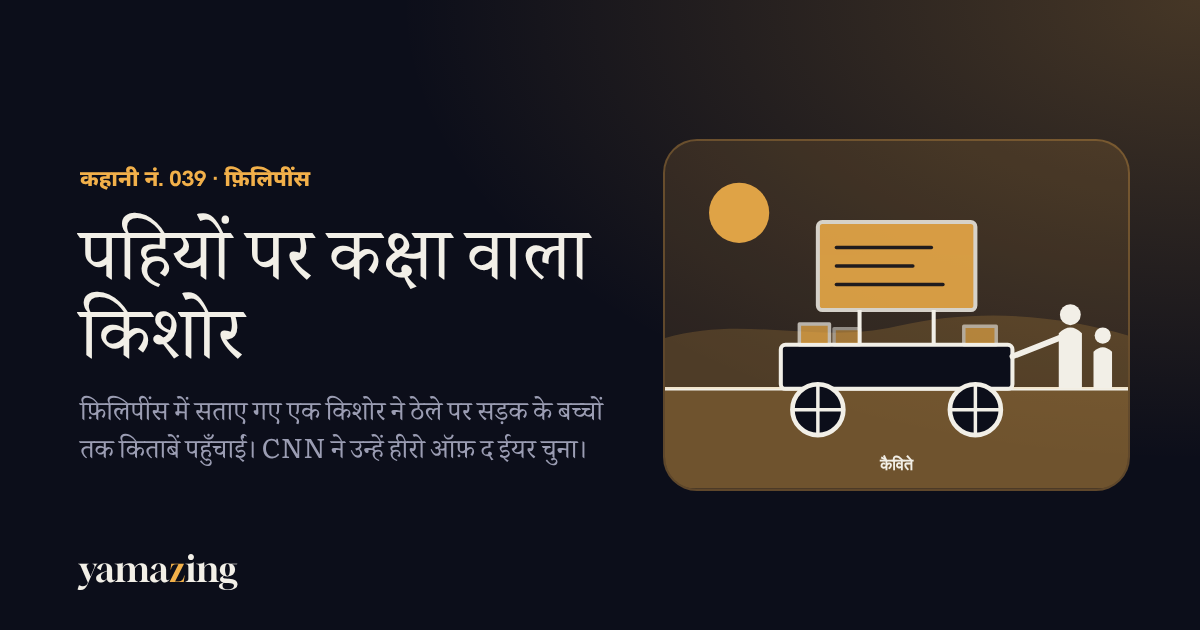 कहानी नं. 039 · फ़िलिपींस
पहियों पर कक्षा वाला
किशोर
फ़िलिपींस में सताए गए एक किशोर ने ठेले पर सड़क के बच्चों
तक किताबें पहुँचाईं। CNN ने उन्हें हीरो ऑफ़ द ईयर चुना।
कैविते
yamazing